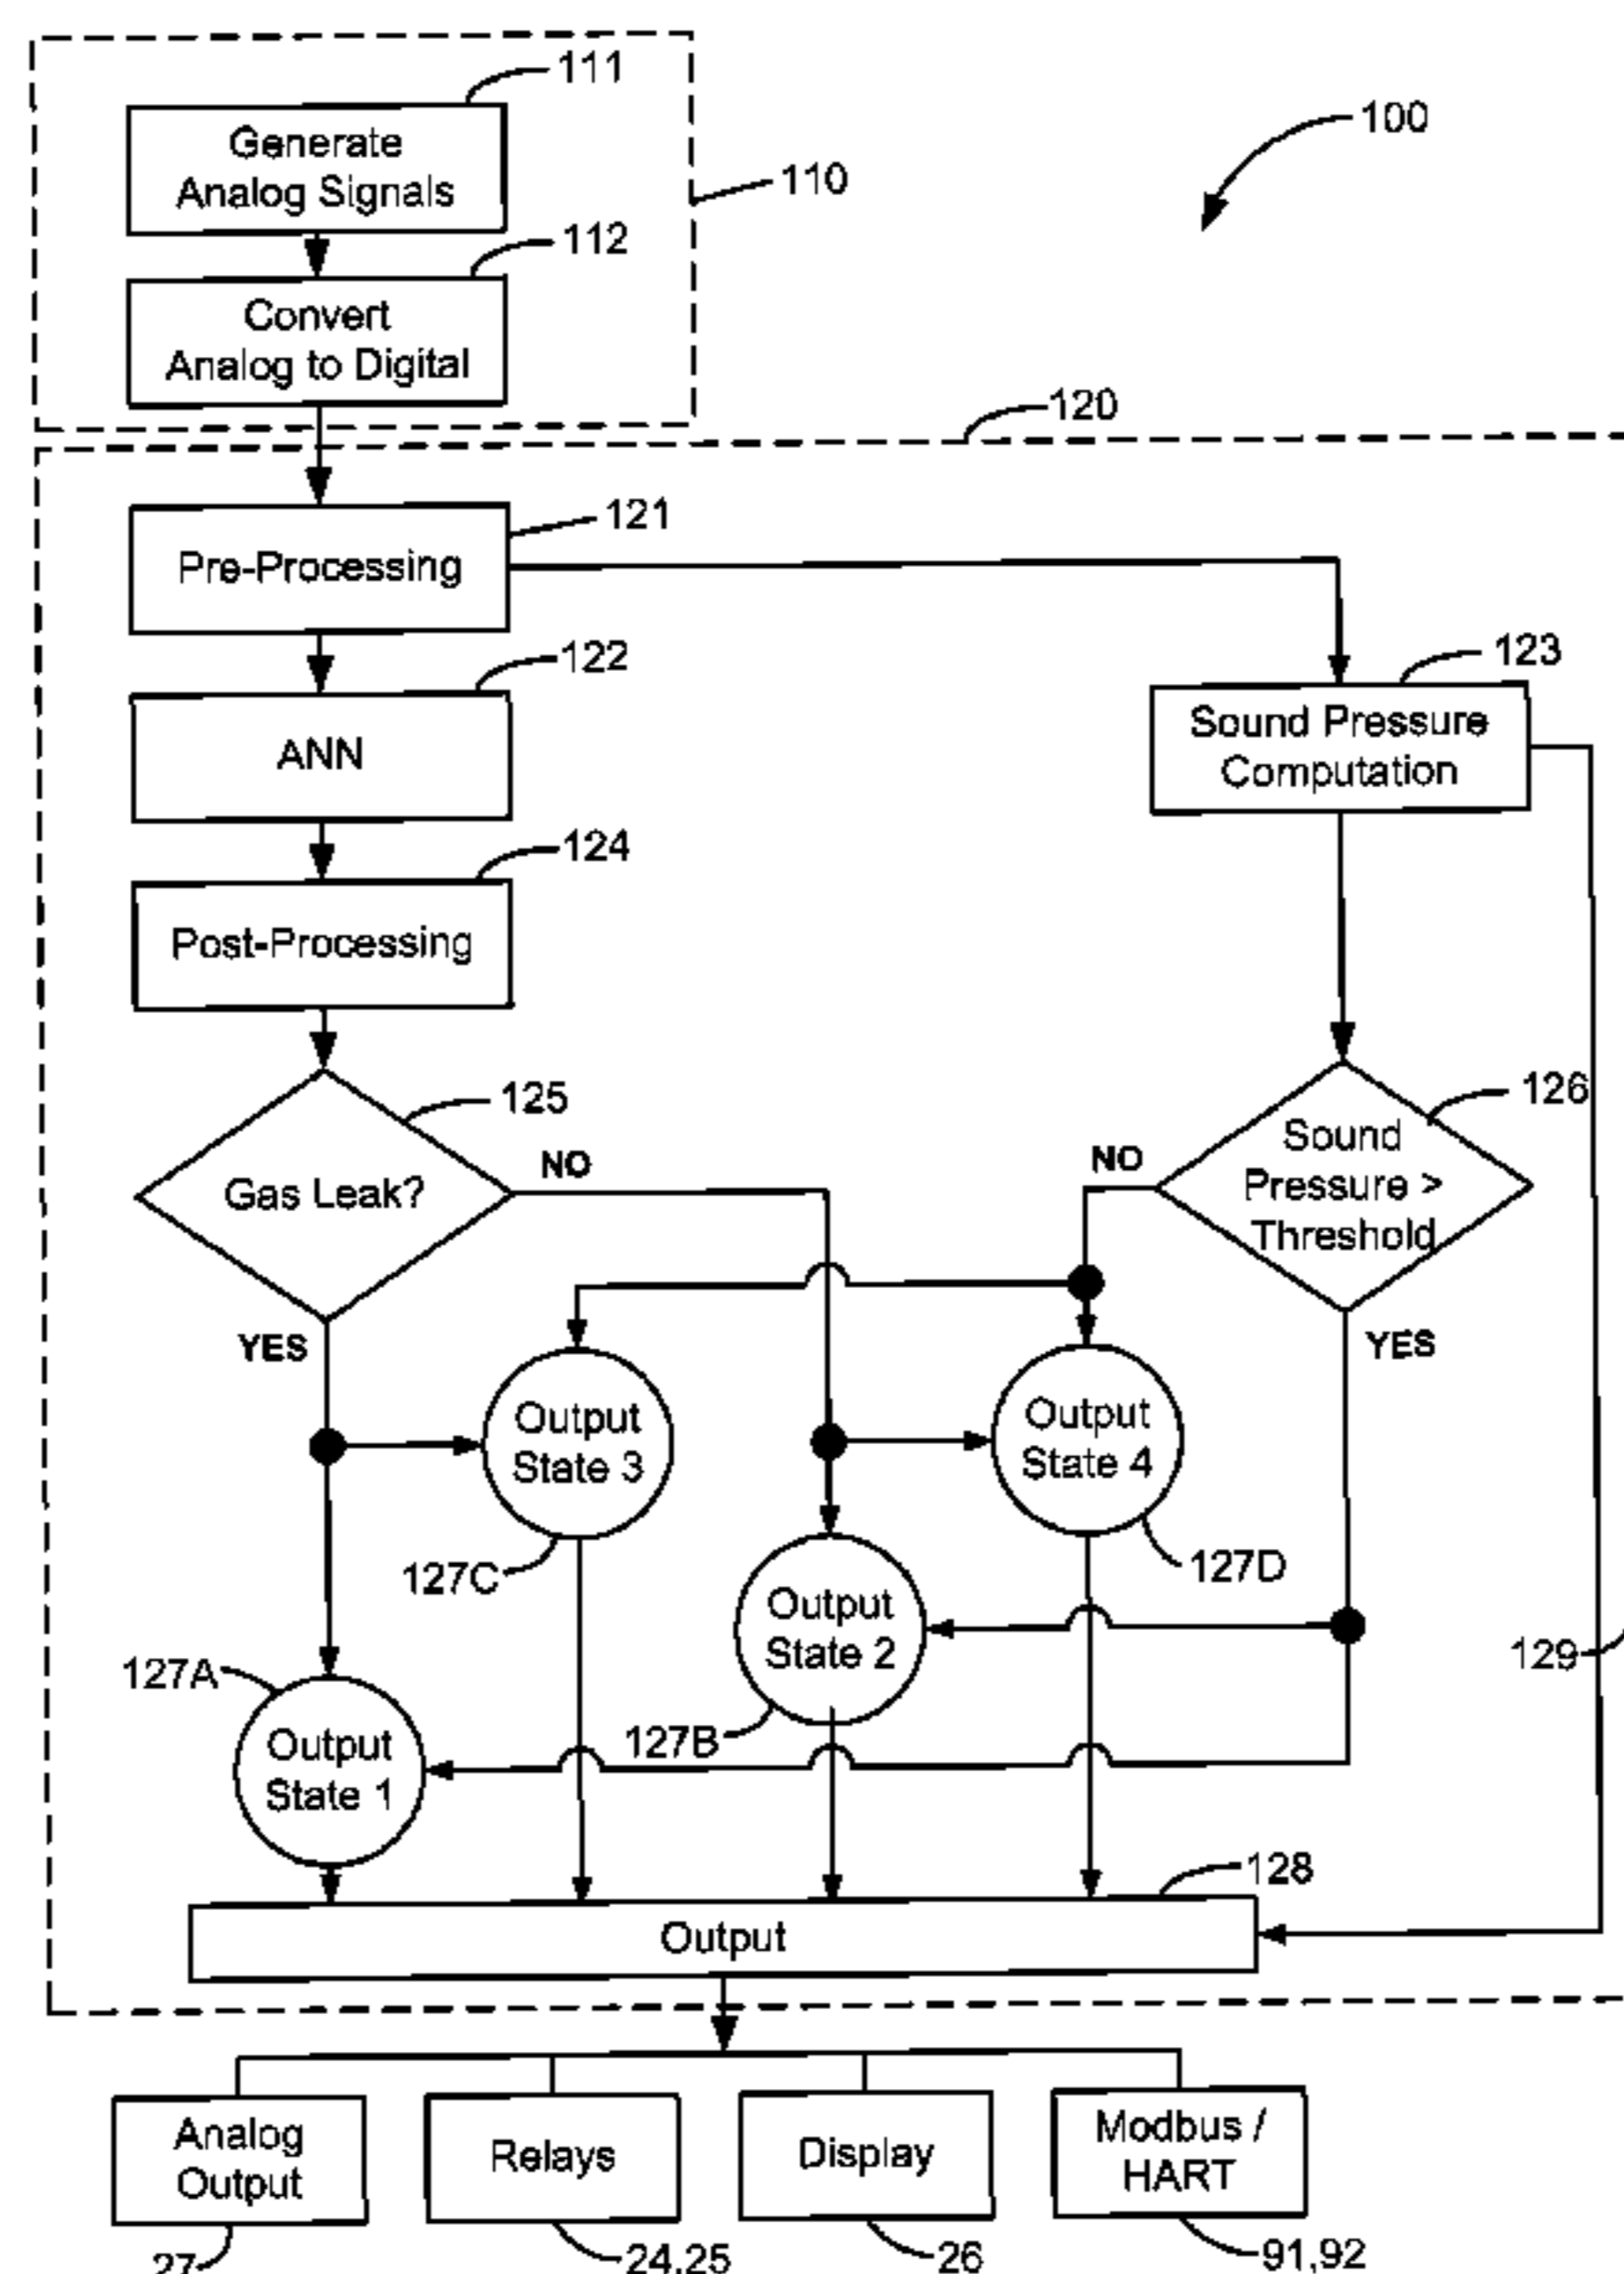 111
Generate
Analog Signals
100
110
112
Convert
Analog to Digital
120
121
Pre-Processing
122
123
ANN
Sound Pressure
Computation
124
Post-Processing
125
126
Gas Leak?
NO
NO
Sound
Pressure >
Threshold
YES
YES
Output
State 3
Output
State 4
127C
127D
Output
State 2
129
127A
127B
Output
State 1
128
Output
Analog
Output
Relays
Display
Modbus /
HART
27
24,25
26
91,92